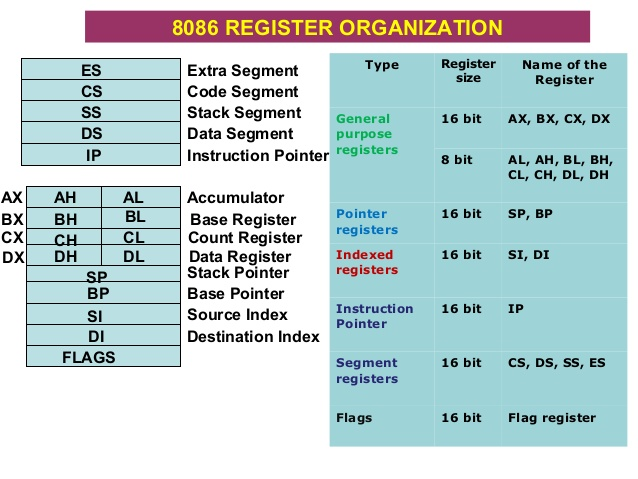 8086 REGISTER ORGANIZATION
ES Extra Segment
CS Code Segment
SS Stack Segment
DS Data Segment
IP Instruction Pointer
AX AH AL Accumulator
BX BH BL Base Register
CX CH CL Count Register
DX DH DL Data Register
SP Stack Pointer
BP Base Pointer
SI Source Index
DI Destination Index
FLAGS
Type Register size Name of the Register
General purpose registers 16 bit AX, BX, CX, DX
8 bit AL, AH, BL, BH, CL, CH, DL, DH
Pointer registers 16 bit SP, BP
Indexed registers 16 bit SI, DI
Instruction Pointer 16 bit IP
Segment registers 16 bit CS, DS, SS, ES
Flags 16 bit Flag register